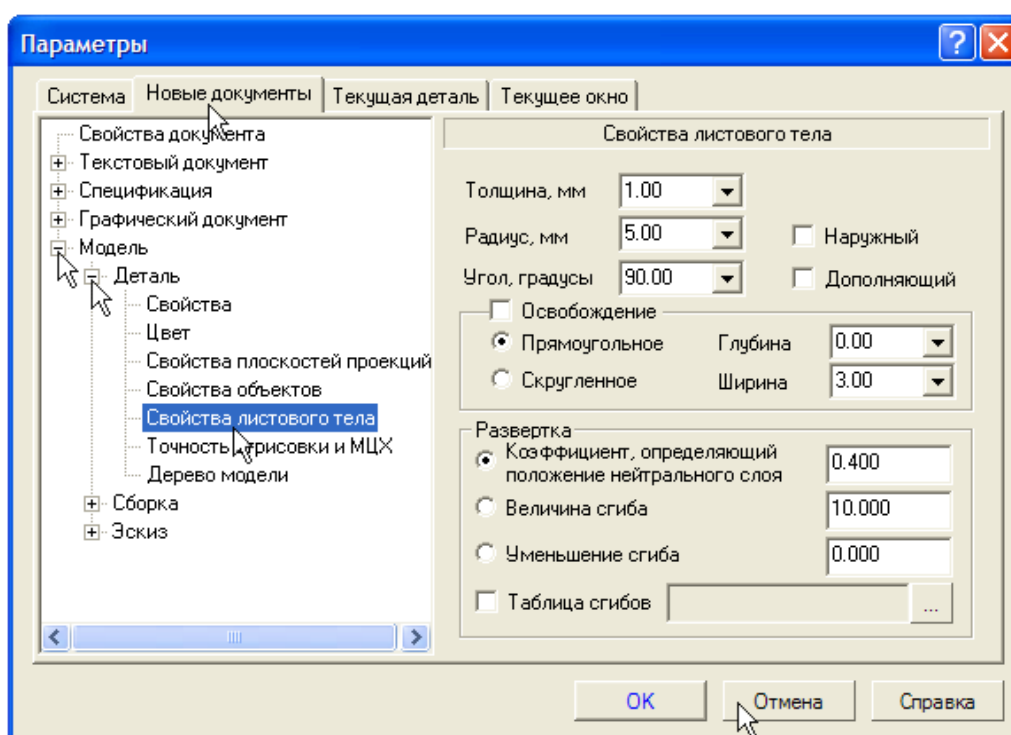 Параметры
Система
Новые документы
Текущая деталь
Текущее окно
Свойства документа
Текстовый документ
Спецификация
Графический документ
Модель
Деталь
Свойства
Цвет
Свойства плоскостей проекций
Свойства объектов
Свойства листового тела
Точность отрисовки и МЦХ
Дерево модели
Сборка
Эскиз
Свойства листового тела
Толщина, мм 1.00
Радиус, мм 5.00 Наружный
Угол, градусы 90.00 Дополняющий
Освобождение
Прямоугольное Глубина 0.00
Скругленное Ширина 3.00
Развертка
Коэффициент, определяющий
положение нейтрального слоя 0.400
Величина сгиба 10.000
Уменьшение сгиба 0.000
Таблица сгибов ...
OK Отмена Справка